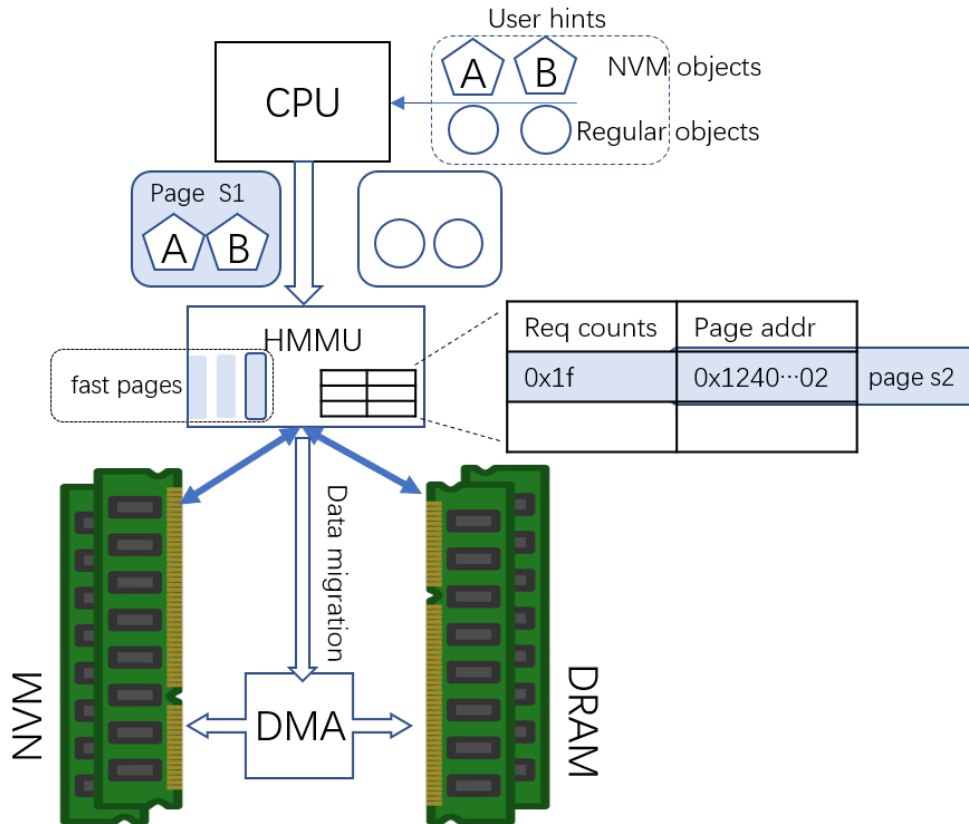 User hints
CPU
A
B
NVM objects
Regular objects
Page S1
A
B
HMMU
fast pages
Req counts
Page addr
0x1f
0x1240···02
page s2
Data migration
NVM
DMA
DRAM